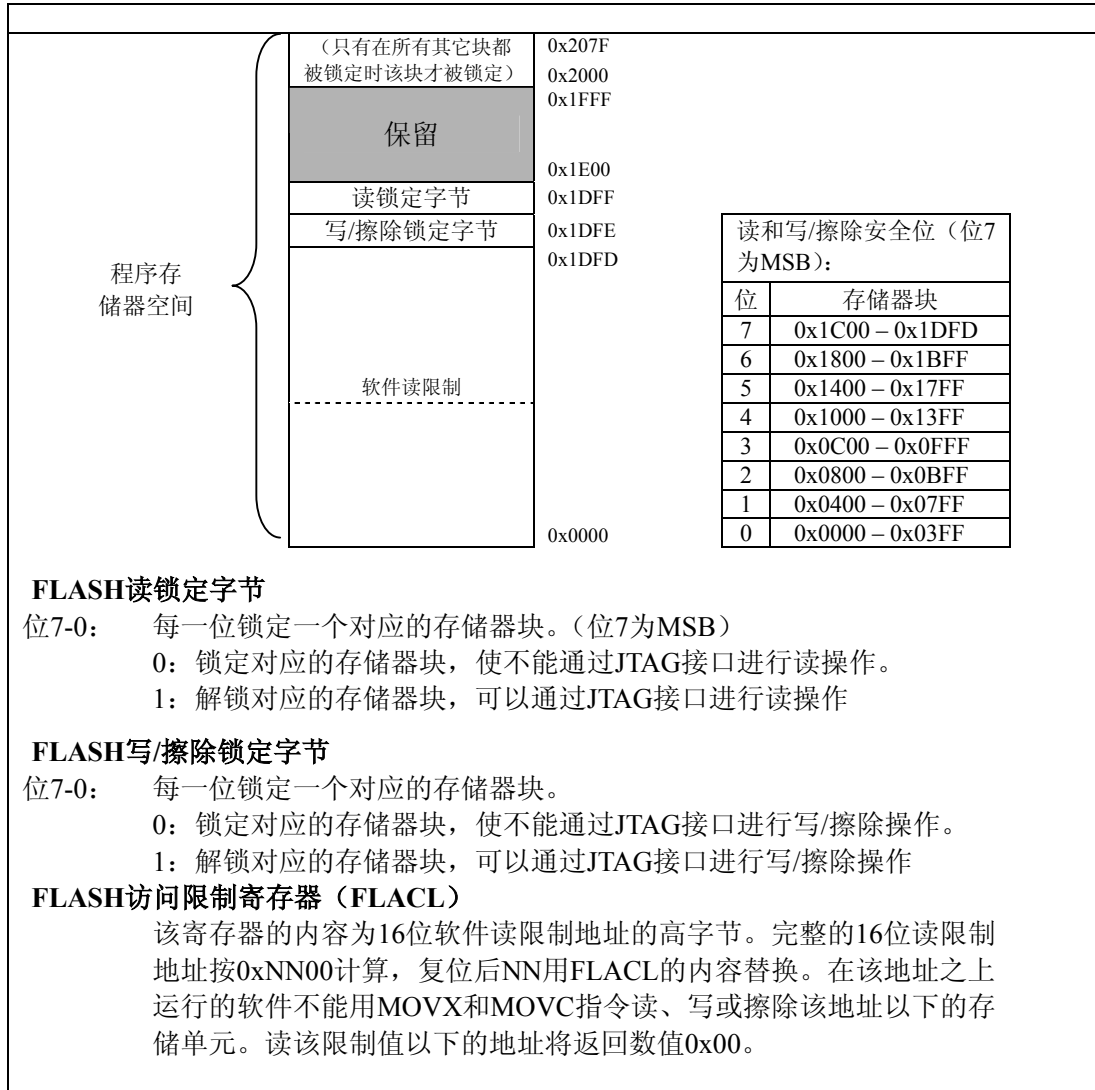 （只有在所有其它块都
被锁定时该块才被锁定）
0x207F
0x2000
0x1FFF
保留
0x1E00
读锁定字节
0x1DFF
写/擦除锁定字节
0x1DFE
0x1DFD
程序存
储器空间
软件读限制
0x0000
读和写/擦除安全位（位7
为MSB）：
位 存储器块
7 0x1C00 – 0x1DFD
6 0x1800 – 0x1BFF
5 0x1400 – 0x17FF
4 0x1000 – 0x13FF
3 0x0C00 – 0x0FFF
2 0x0800 – 0x0BFF
1 0x0400 – 0x07FF
0 0x0000 – 0x03FF
FLASH读锁定字节
位7-0： 每一位锁定一个对应的存储器块。（位7为MSB）
0：锁定对应的存储器块，使不能通过JTAG接口进行读操作。
1：解锁对应的存储器块，可以通过JTAG接口进行读操作
FLASH写/擦除锁定字节
位7-0： 每一位锁定一个对应的存储器块。
0：锁定对应的存储器块，使不能通过JTAG接口进行写/擦除操作。
1：解锁对应的存储器块，可以通过JTAG接口进行写/擦除操作
FLASH访问限制寄存器（FLACL）
该寄存器的内容为16位软件读限制地址的高字节。完整的16位读限制
地址按0xNN00计算，复位后NN用FLACL的内容替换。在该地址之上
运行的软件不能用MOVX和MOVC指令读、写或擦除该地址以下的存
储单元。读该限制值以下的地址将返回数值0x00。